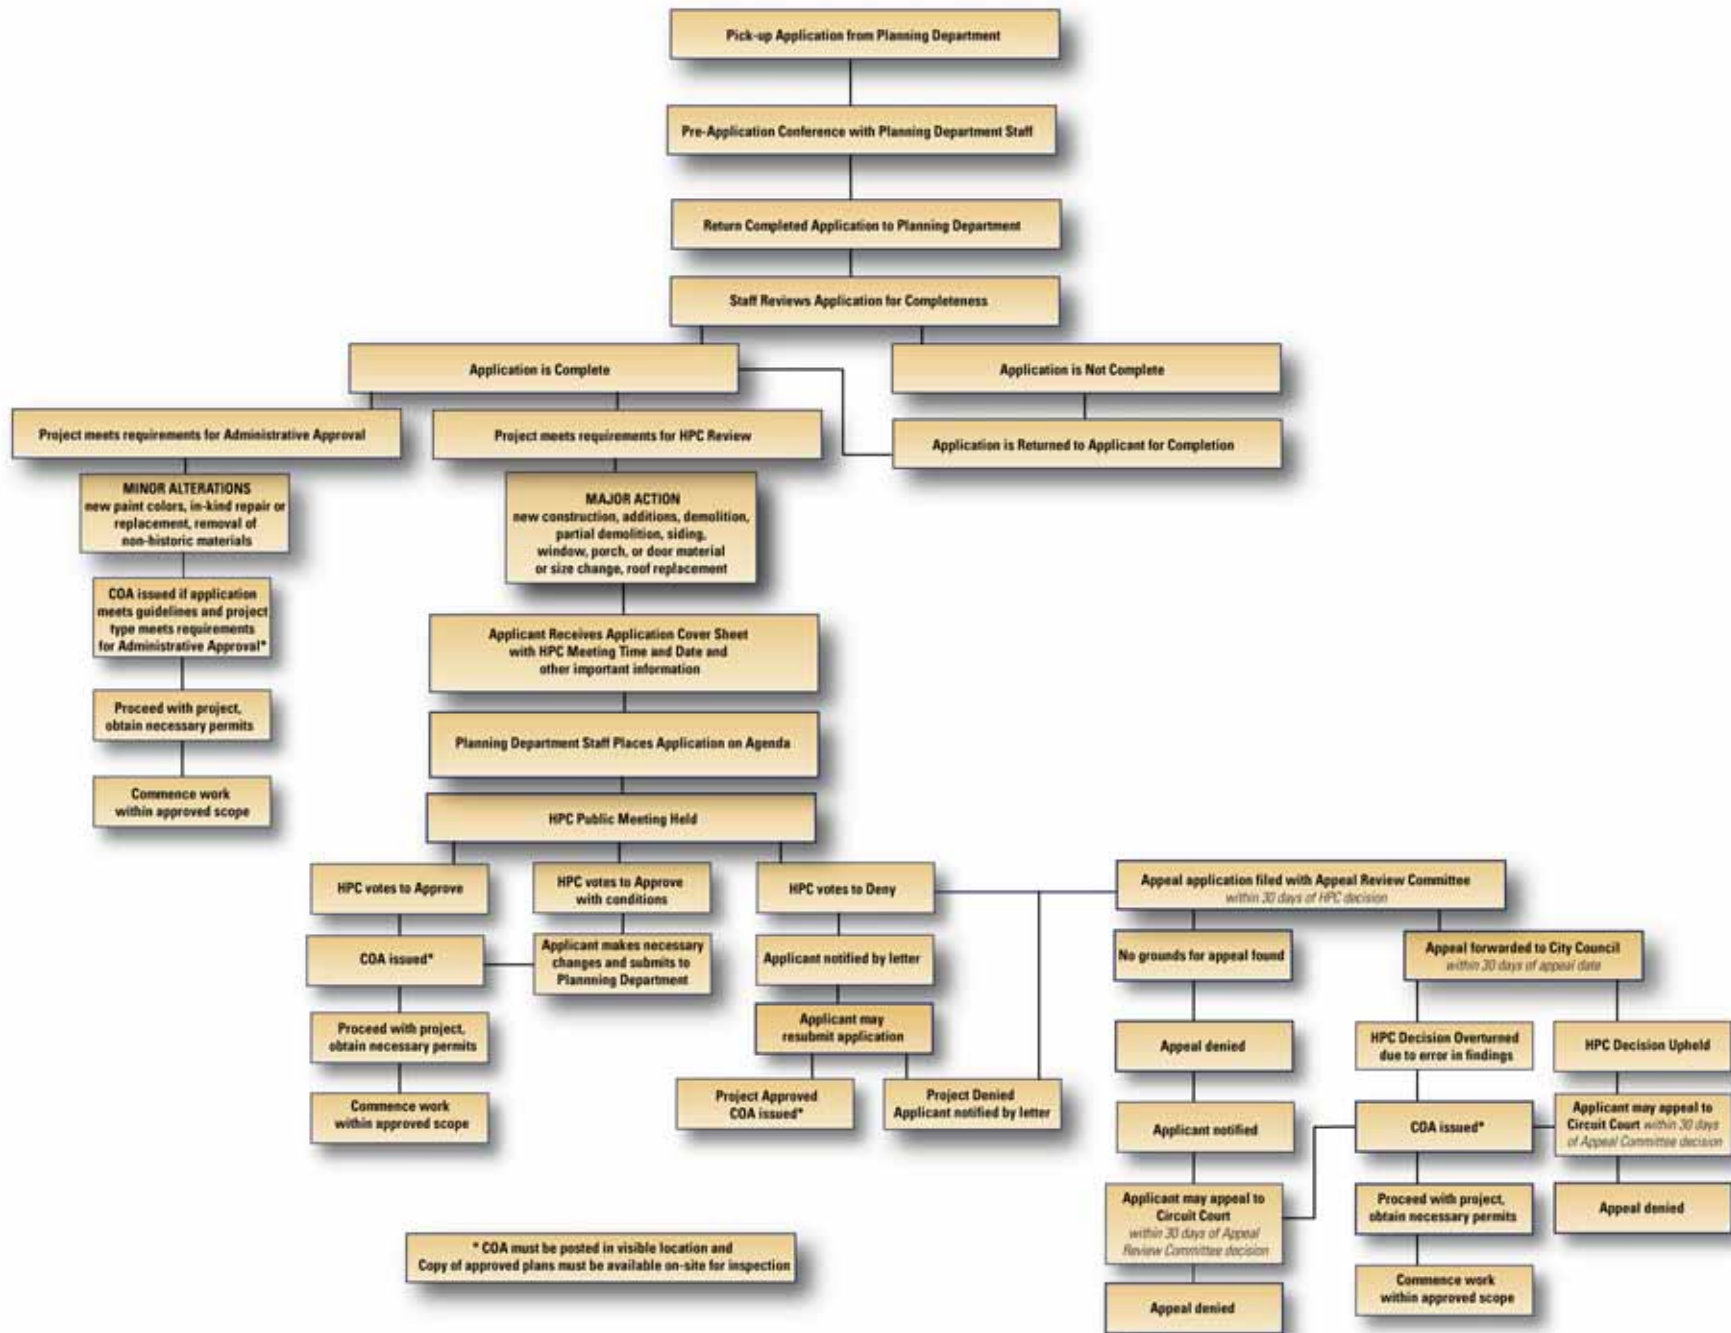 Pick-up Application from Planning Department
Pre-Application Conference with Planning Department Staff
Return Completed Application to Planning Department
Staff Reviews Application for Completeness
Application is Complete
Application is Not Complete
Project meets requirements for Administrative Approval
Project meets requirements for HPC Review
Application is Returned to Applicant for Completion
MINOR ALTERATIONS
new paint colors, in-kind repair or
replacement, removal of
non-historic materials
MAJOR ACTION
new construction, additions, demolition,
partial demolition, siding,
window, porch, or door material
or size change, roof replacement
COA issued if application
meets guidelines and project
type meets requirements
for Administrative Approval*
Proceed with project,
obtain necessary permits
Commence work
within approved scope
Applicant Receives Application Cover Sheet
with HPC Meeting Time and Date and
other important information
Planning Department Staff Places Application on Agenda
HPC Public Meeting Held
HPC votes to Approve
HPC votes to Approve
with conditions
HPC votes to Deny
COA issued*
Applicant makes necessary
changes and submits to
Plannning Department
Applicant notified by letter
Proceed with project,
obtain necessary permits
Applicant may
resubmit application
Commence work
within approved scope
Project Approved
COA issued*
Project Denied
Applicant notified by letter
Appeal application filed with Appeal Review Committee
within 30 days of HPC decision
No grounds for appeal found
Appeal forwarded to City Council
within 30 days of appeal date
Appeal denied
HPC Decision Overturned
due to error in findings
HPC Decision Upheld
Applicant notified
COA issued*
Applicant may appeal to
Circuit Court within 30 days
of Appeal Committee decision
Applicant may appeal to
Circuit Court
within 30 days of Appeal
Review Committee decision
Proceed with project,
obtain necessary permits
Appeal denied
Appeal denied
Commence work
within approved scope
* COA must be posted in visible location and
Copy of approved plans must be available on-site for inspection